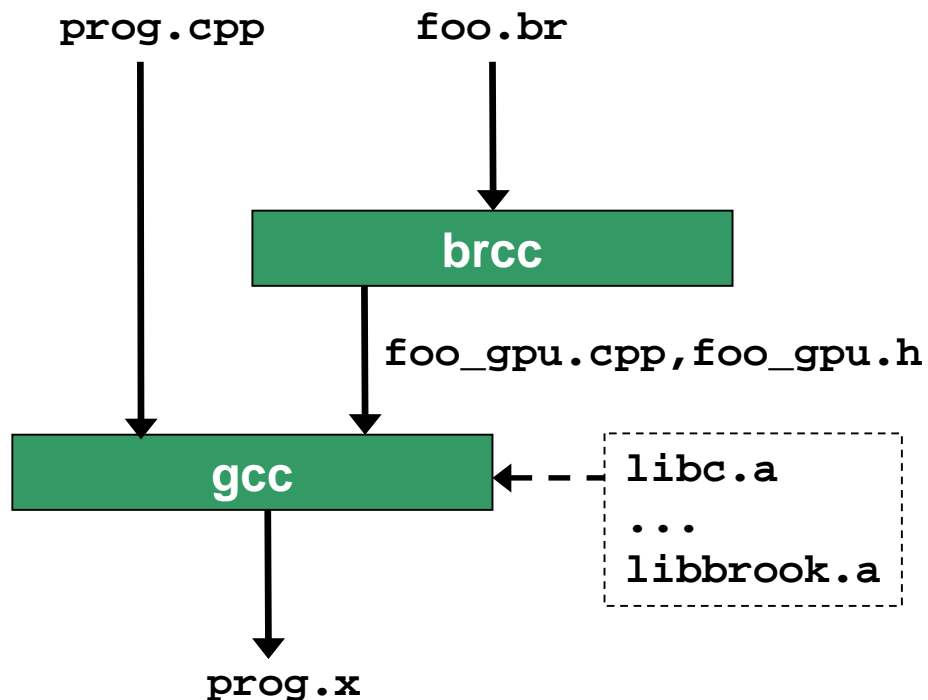 prog.cpp
foo.br
brcc
foo_gpu.cpp,foo_gpu.h
gcc
libc.a
...
libbrook.a
prog.x